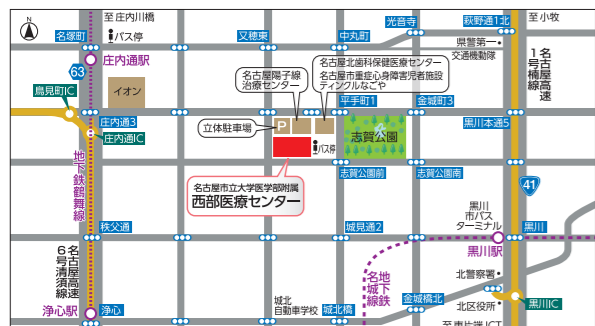 至 庄内川橋
至 小牧
N
名塚町
バス停
又穂東
中丸町
光音寺
萩野通1北
県警第一
交通機動隊
庄内通駅
63
イオン
名古屋陽子線
治療センター
名古屋北歯科保健医療センター
名古屋市重症心身障害児者施設
ティンクルなごや
名古屋高速
1号楠線
鳥見町IC
平手町1
金城町3
庄内通3
庄内通IC
立体駐車場
P
バス停
志賀公園
黒川本通5
地下鉄鶴舞線
志賀公園前
志賀公園南
名古屋市立大学医学部附属
西部医療センター
41
秩父通
城見通2
黒川
市バス
ターミナル
黒川
黒川駅
名古屋高速
6号清須線
地下鉄
名城線
北警察署
浄心駅
浄心
城北
自動車学校
城北橋
金城橋北
北区役所
黒川IC
至 東片端JCT